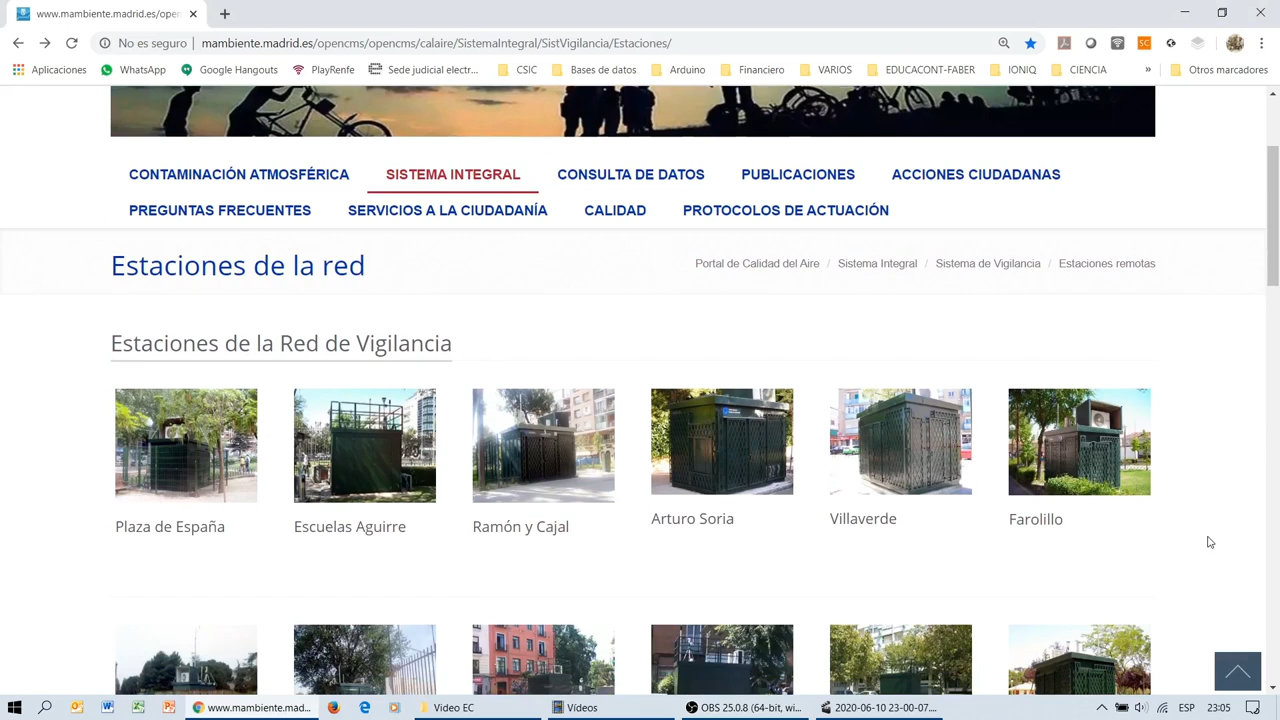 www.mambiente.madrid.es/open
No es seguro | mambiente.madrid.es/opencms/opencms/calaire/SistemaIntegral/SistVigilancia/Estaciones/
Aplicaciones WhatsApp Google Hangouts PlayRenfe Sede judicial electr... CSIC Bases de datos Arduino Financiero VARIOS EDUCACONT-FABER IONIQ CIENCIA » Otros marcadores
CONTAMINACIÓN ATMOSFÉRICA SISTEMA INTEGRAL CONSULTA DE DATOS PUBLICACIONES ACCIONES CIUDADANAS
PREGUNTAS FRECUENTES SERVICIOS A LA CIUDADANÍA CALIDAD PROTOCOLOS DE ACTUACIÓN
Estaciones de la red
Portal de Calidad del Aire / Sistema Integral / Sistema de Vigilancia / Estaciones remotas
Estaciones de la Red de Vigilancia
Plaza de España Escuelas Aguirre Ramón y Cajal Arturo Soria Villaverde Farolillo
www.mambiente.mad... Video EC Vídeos OBS 25.0.8 (64-bit, wi... 2020-06-10 23-00-07... ESP 23:05